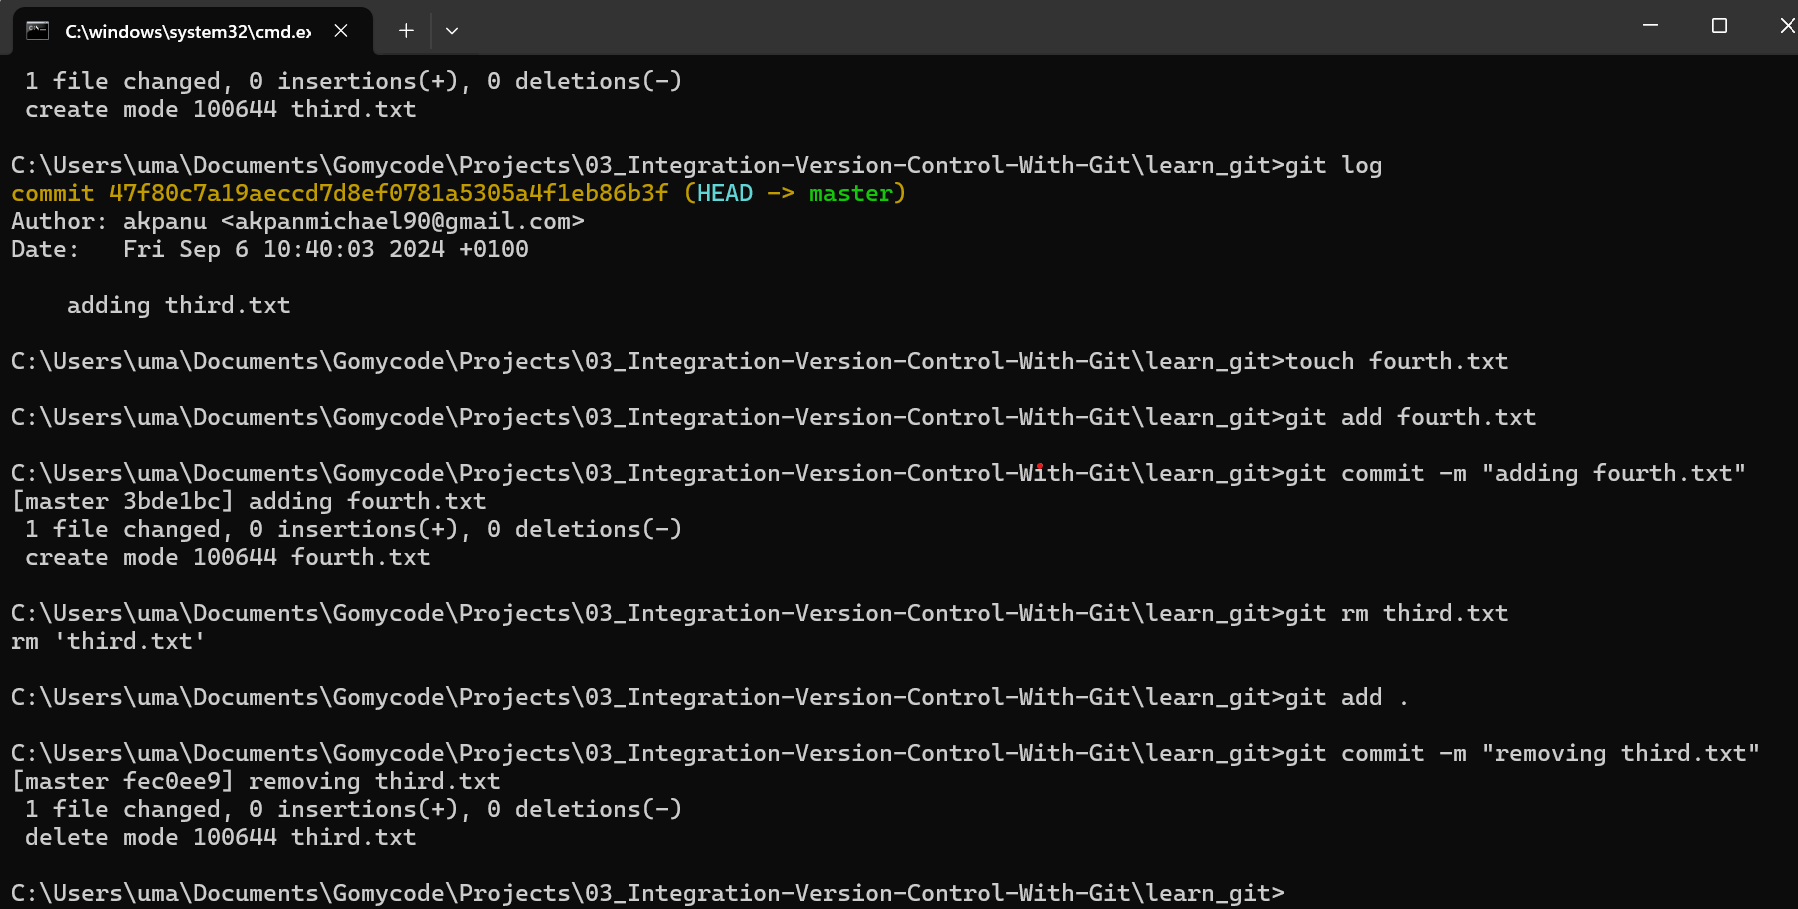 C:\windows\system32\cmd.ex
1 file changed, 0 insertions(+), 0 deletions(-)
create mode 100644 third.txt
C:\Users\uma\Documents\Gomycode\Projects\03_Integration-Version-Control-With-Git\learn_git>git log
commit 47f80c7a19aeccd7d8ef0781a5305a4f1eb86b3f (HEAD -> master)
Author: akpanu <akpanmichael90@gmail.com>
Date:   Fri Sep 6 10:40:03 2024 +0100
adding third.txt
C:\Users\uma\Documents\Gomycode\Projects\03_Integration-Version-Control-With-Git\learn_git>touch fourth.txt
C:\Users\uma\Documents\Gomycode\Projects\03_Integration-Version-Control-With-Git\learn_git>git add fourth.txt
C:\Users\uma\Documents\Gomycode\Projects\03_Integration-Version-Control-With-Git\learn_git>git commit -m "adding fourth.txt"
[master 3bde1bc] adding fourth.txt
1 file changed, 0 insertions(+), 0 deletions(-)
create mode 100644 fourth.txt
C:\Users\uma\Documents\Gomycode\Projects\03_Integration-Version-Control-With-Git\learn_git>git rm third.txt
rm 'third.txt'
C:\Users\uma\Documents\Gomycode\Projects\03_Integration-Version-Control-With-Git\learn_git>git add .
C:\Users\uma\Documents\Gomycode\Projects\03_Integration-Version-Control-With-Git\learn_git>git commit -m "removing third.txt"
[master fec0ee9] removing third.txt
1 file changed, 0 insertions(+), 0 deletions(-)
delete mode 100644 third.txt
C:\Users\uma\Documents\Gomycode\Projects\03_Integration-Version-Control-With-Git\learn_git>